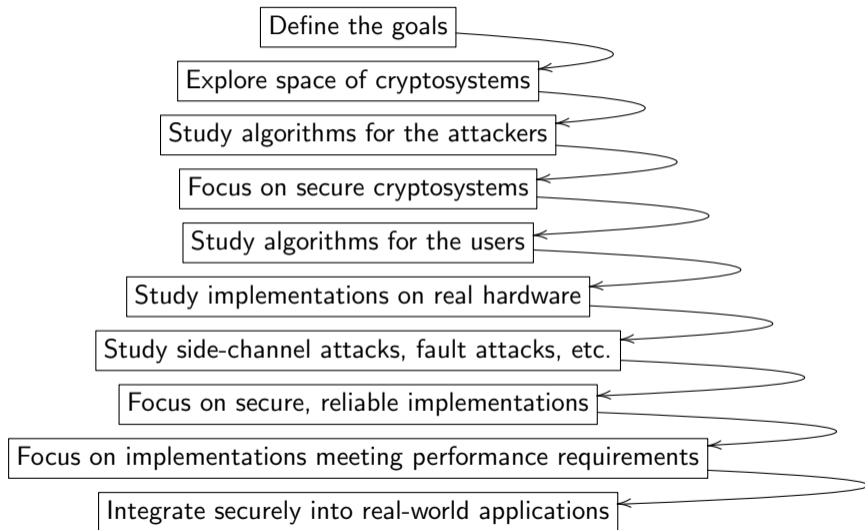 Define the goals
Explore space of cryptosystems
Study algorithms for the attackers
Focus on secure cryptosystems
Study algorithms for the users
Study implementations on real hardware
Study side-channel attacks, fault attacks, etc.
Focus on secure, reliable implementations
Focus on implementations meeting performance requirements
Integrate securely into real-world applications